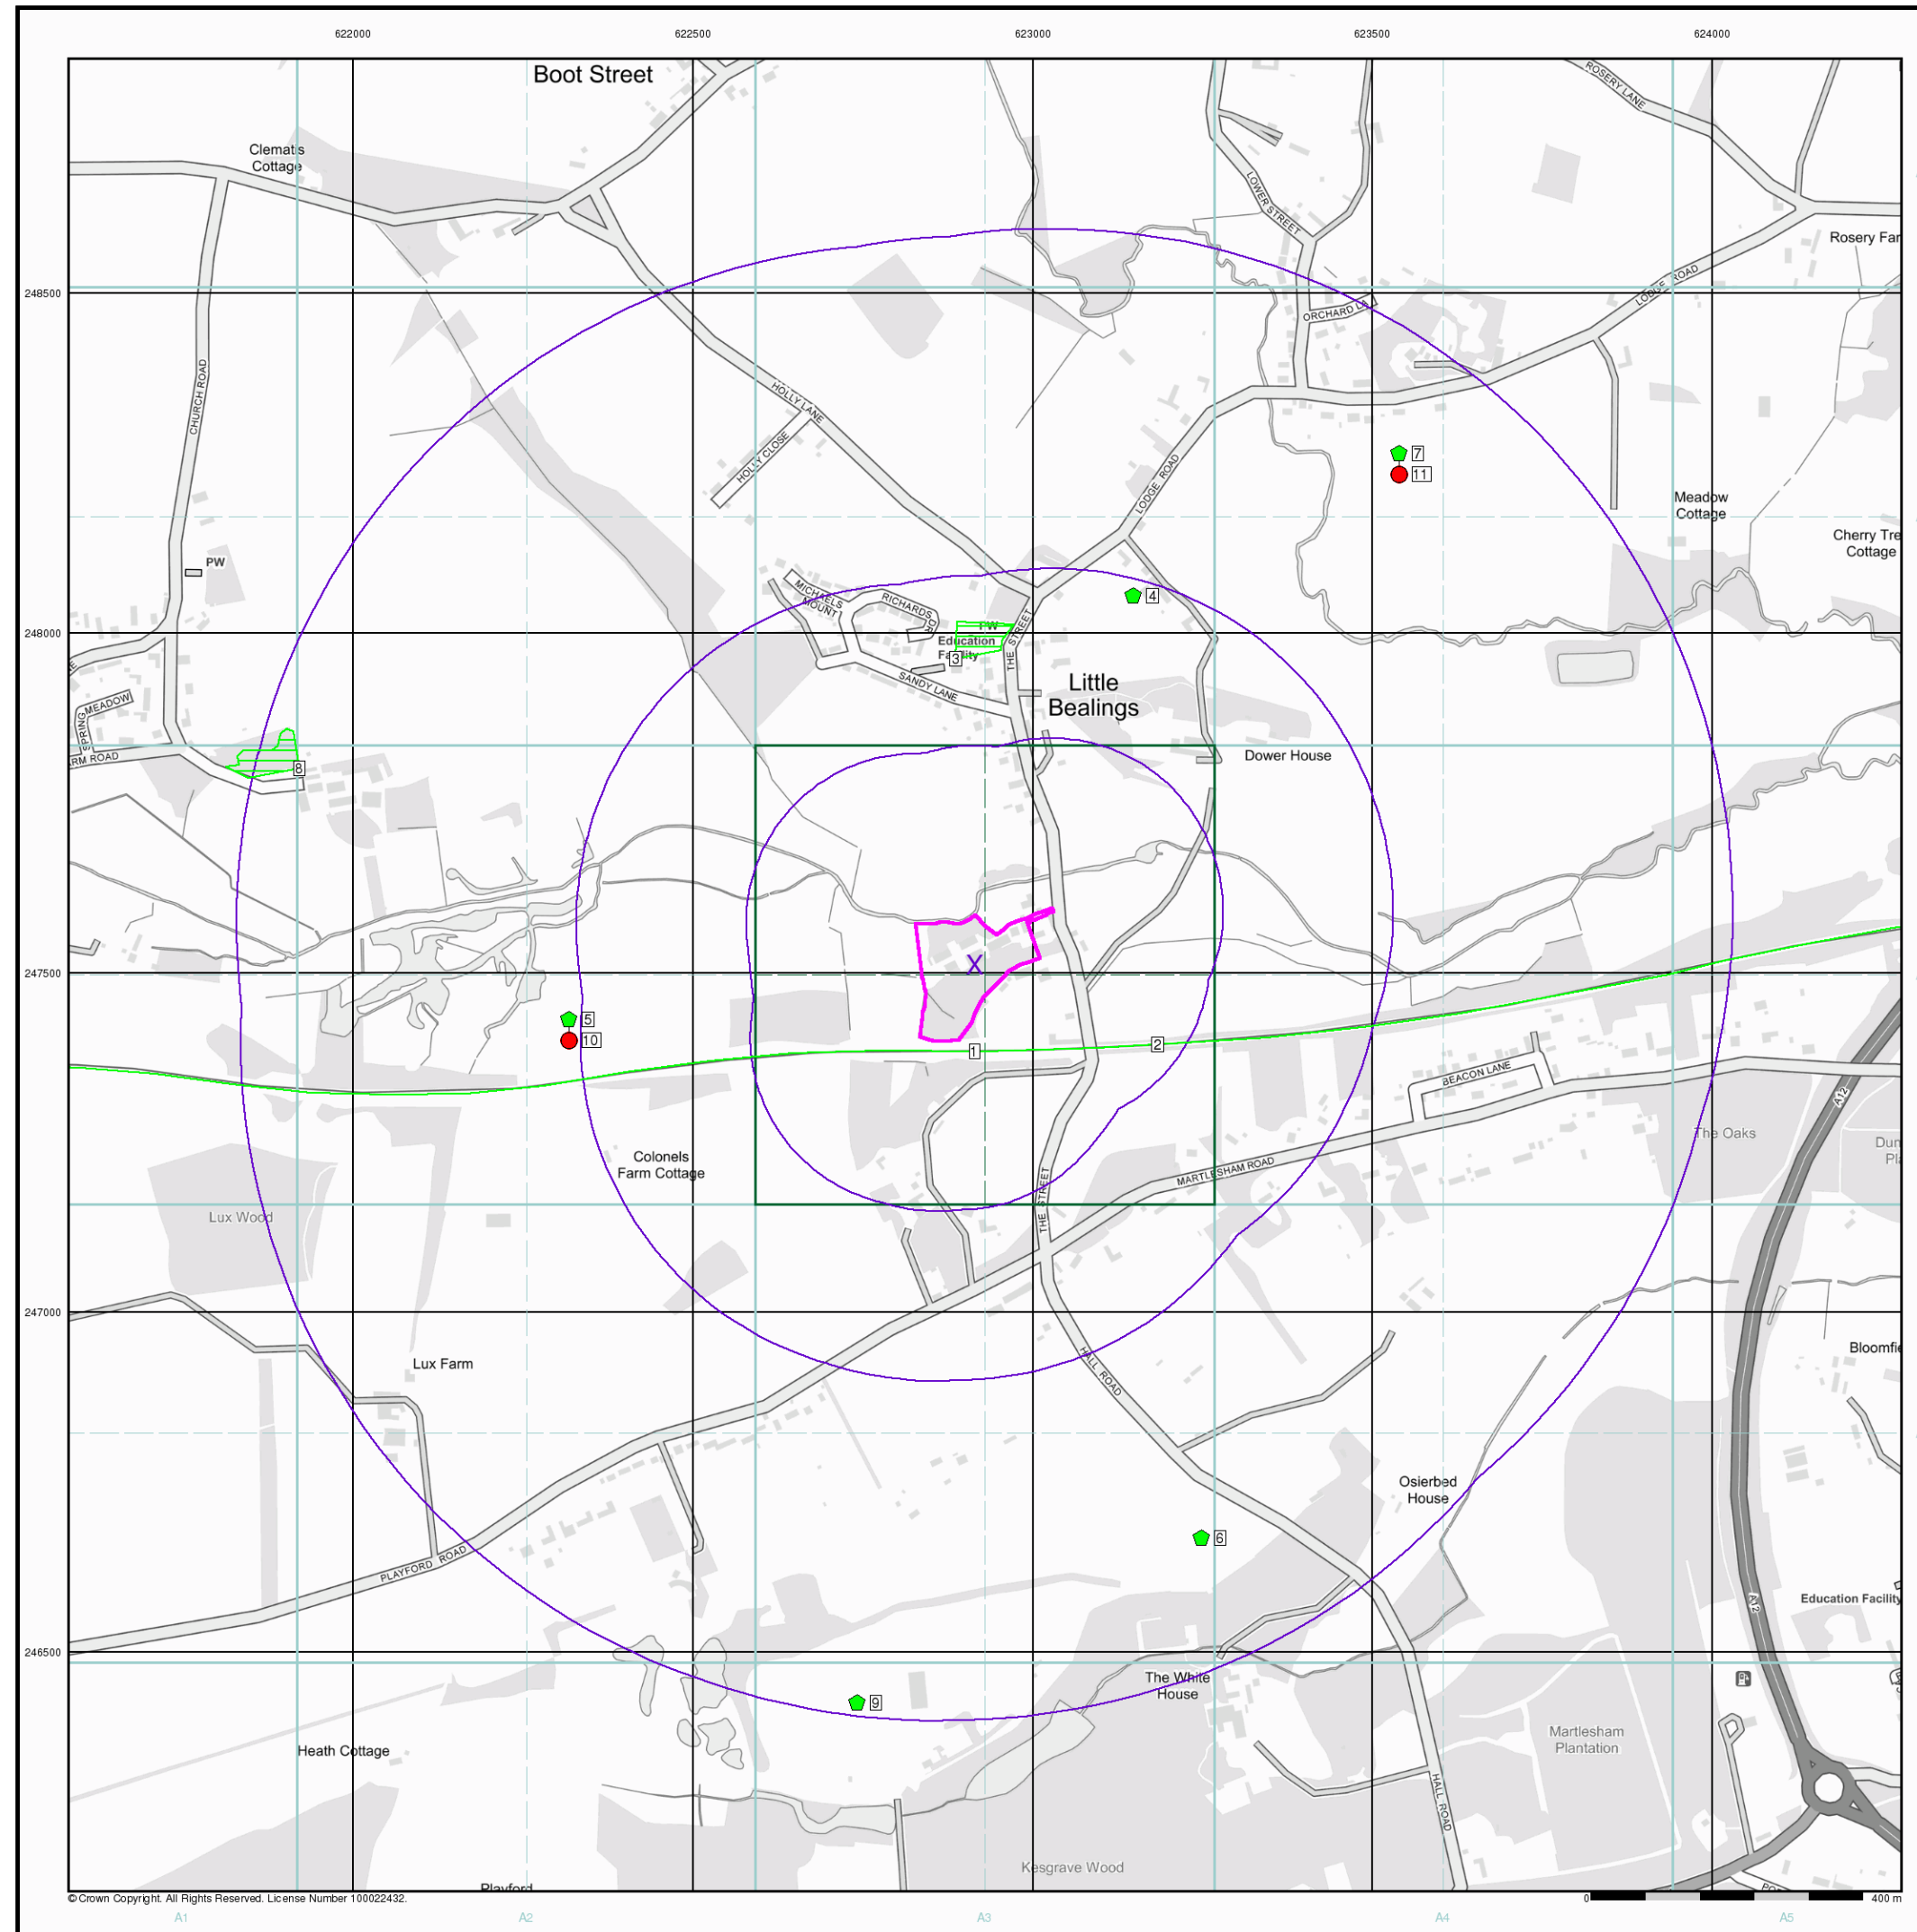 622000
622500
623000
623500
624000
Boot Street
ROSERY LANE
Clematis
Cottage
LOWER STREET
Rosery Far
LODGE ROAD
248500
ORCHARD LA
CHURCH ROAD
HOLLY LANE
HOLLY CLOSE
LODGE ROAD
7
11
Meadow
Cottage
Cherry Tre
Cottage
PW
MICHAELS
MOUNT
RICHARDS
DR
4
248000
PW
Education
Facility
THE STREET
3
SANDY LANE
Little
Bealings
SPRING
MEADOW
RM ROAD
8
Dower House
X
247500
5
10
1
2
BEACON LANE
A12
The Oaks
Dun
Pla
Colonels
Farm Cottage
MARTLESHAM ROAD
THE STREET
Lux Wood
247000
Bloomfie
Lux Farm
HALL ROAD
Osierbed
House
6
PLAYFORD ROAD
A12
Education Facility
246500
The White
House
9
Martlesham
Plantation
Heath Cottage
HALL ROAD
Kesgrave Wood
Playford
© Crown Copyright. All Rights Reserved. License Number 100022432.
0
400 m
A1
A2
A3
A4
A5